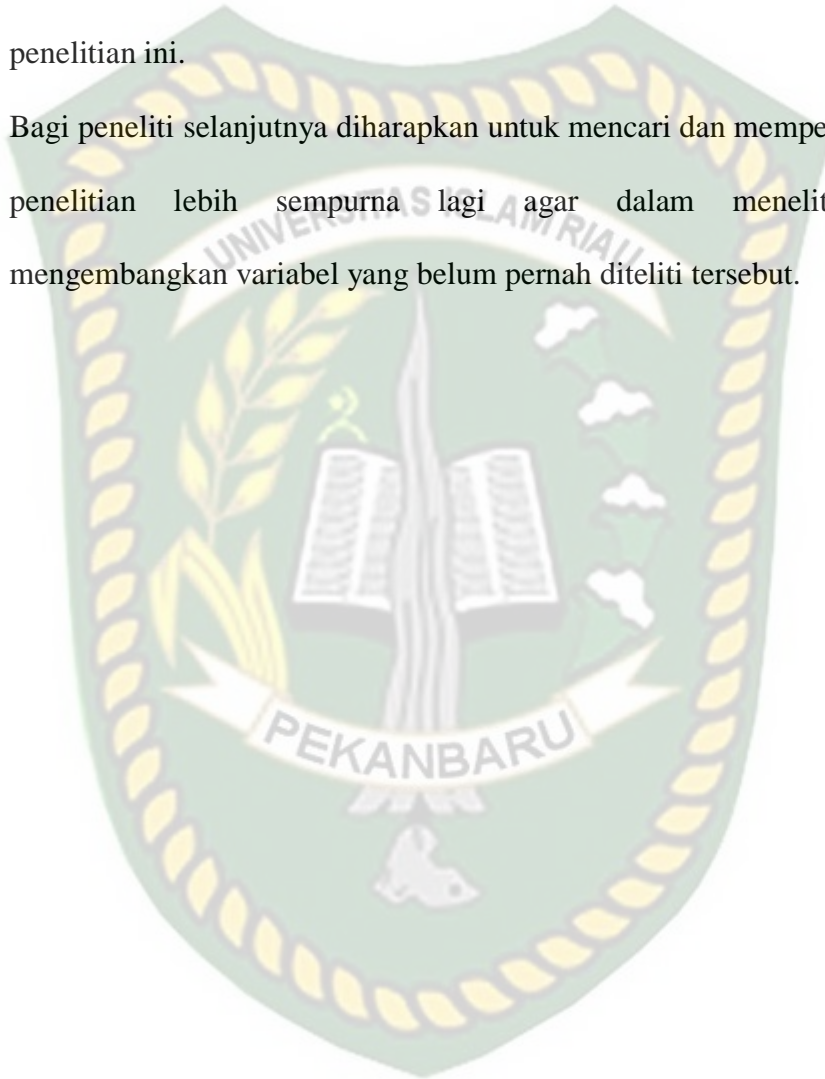 penelitian ini.
Bagi peneliti selanjutnya diharapkan untuk mencari dan mempe
penelitian lebih sempurna lagi agar dalam menelit
mengembangkan variabel yang belum pernah diteliti tersebut.
UNIVERSITAS ISLAM RIAU
PEKANBARU